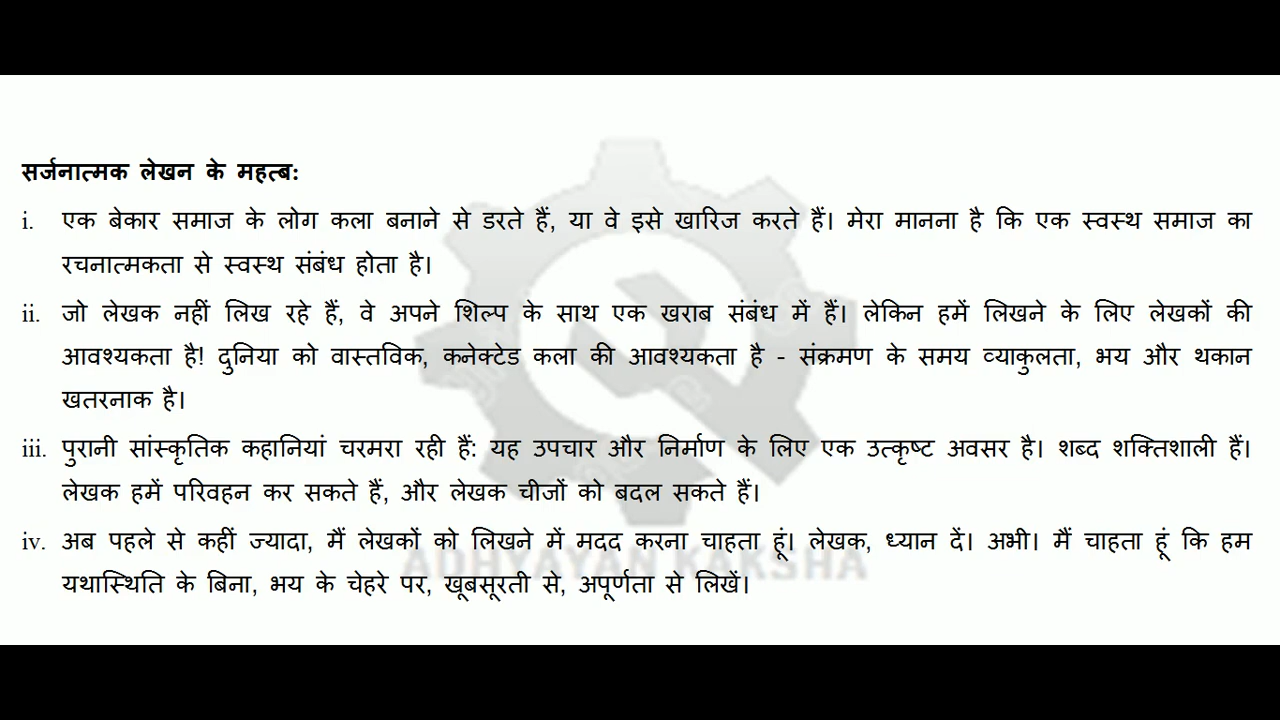 सर्जनात्मक लेखन के महत्ब:
i. एक बेकार समाज के लोग कला बनाने से डरते हैं, या वे इसे खारिज करते हैं। मेरा मानना है कि एक स्वस्थ समाज का
रचनात्मकता से स्वस्थ संबंध होता है।
ii. जो लेखक नहीं लिख रहे हैं, वे अपने शिल्प के साथ एक खराब संबंध में हैं। लेकिन हमें लिखने के लिए लेखकों की
आवश्यकता है! दुनिया को वास्तविक, कनेक्टेड कला की आवश्यकता है - संक्रमण के समय व्याकुलता, भय और थकान
खतरनाक है।
iii. पुरानी सांस्कृतिक कहानियां चरमरा रही हैं: यह उपचार और निर्माण के लिए एक उत्कृष्ट अवसर है। शब्द शक्तिशाली हैं।
लेखक हमें परिवहन कर सकते हैं, और लेखक चीजों को बदल सकते हैं।
iv. अब पहले से कहीं ज्यादा, मैं लेखकों को लिखने में मदद करना चाहता हूं। लेखक, ध्यान दें। अभी। मैं चाहता हूं कि हम
ADHYAYAN KAKSHA
यथास्थिति के बिना, भय के चेहरे पर, खूबसूरती से, अपूर्णता से लिखें।